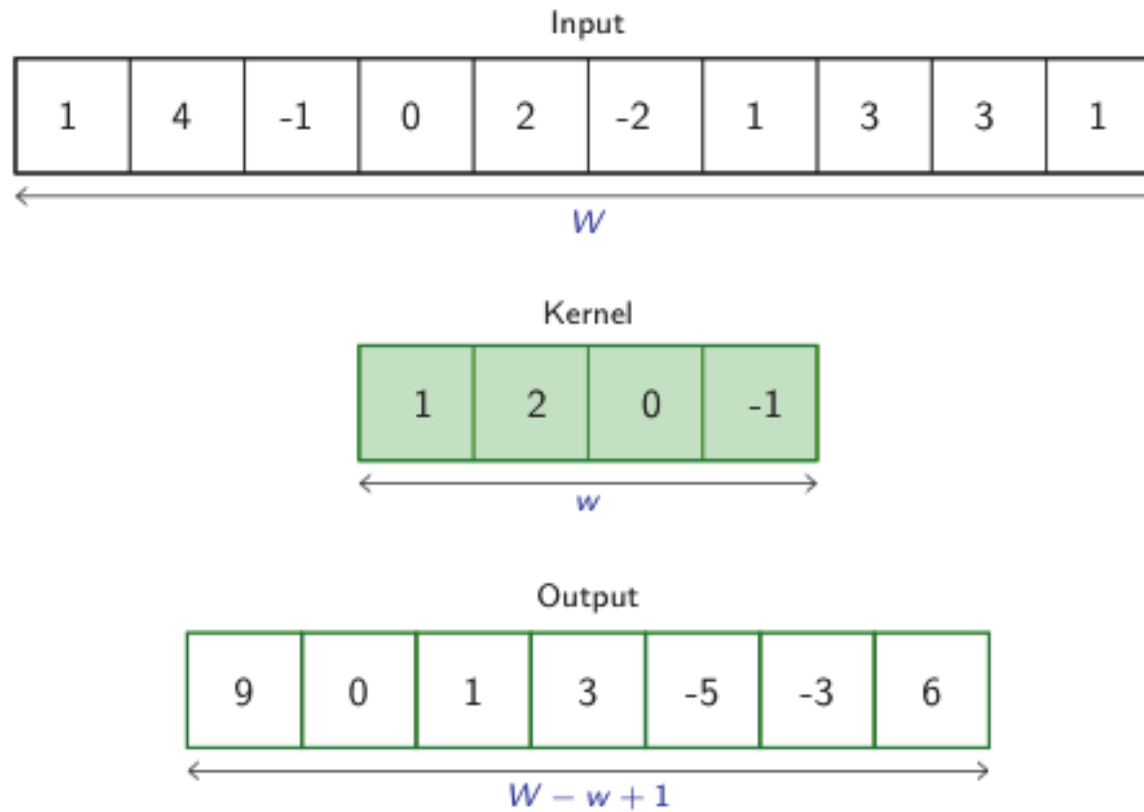 Input
1 4 -1 0 2 -2 1 3 3 1
W
Kernel
1 2 0 -1
w
Output
9 0 1 3 -5 -3 6
W − w + 1